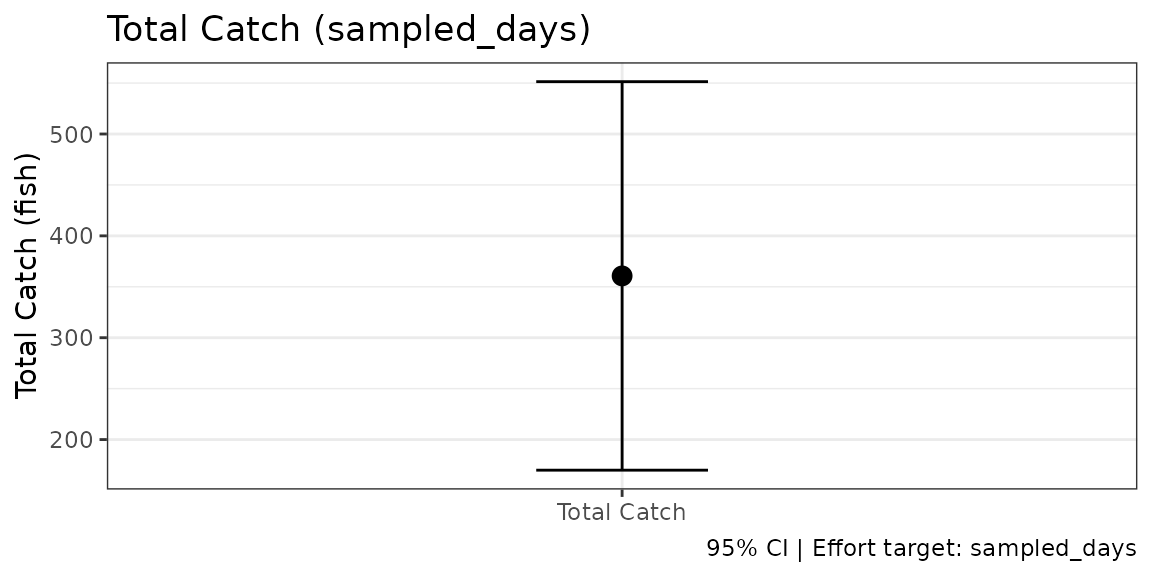 Total Catch (sampled_days)
Total Catch (fish)
500
400
300
200
Total Catch
95% CI | Effort target: sampled_days